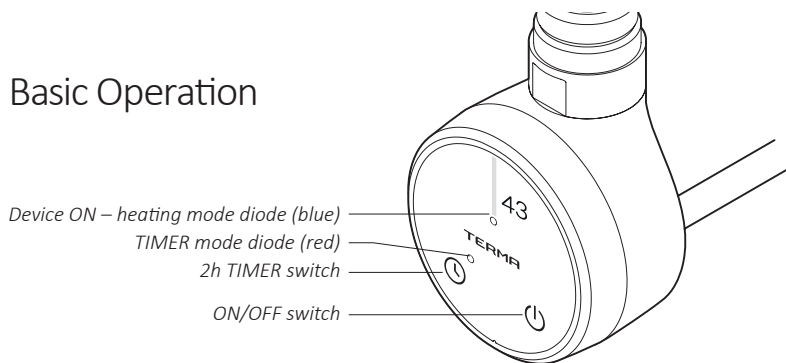 Basic Operation
Device ON – heating mode diode (blue)
TIMER mode diode (red)
2h TIMER switch
ON/OFF switch
43
TERMA